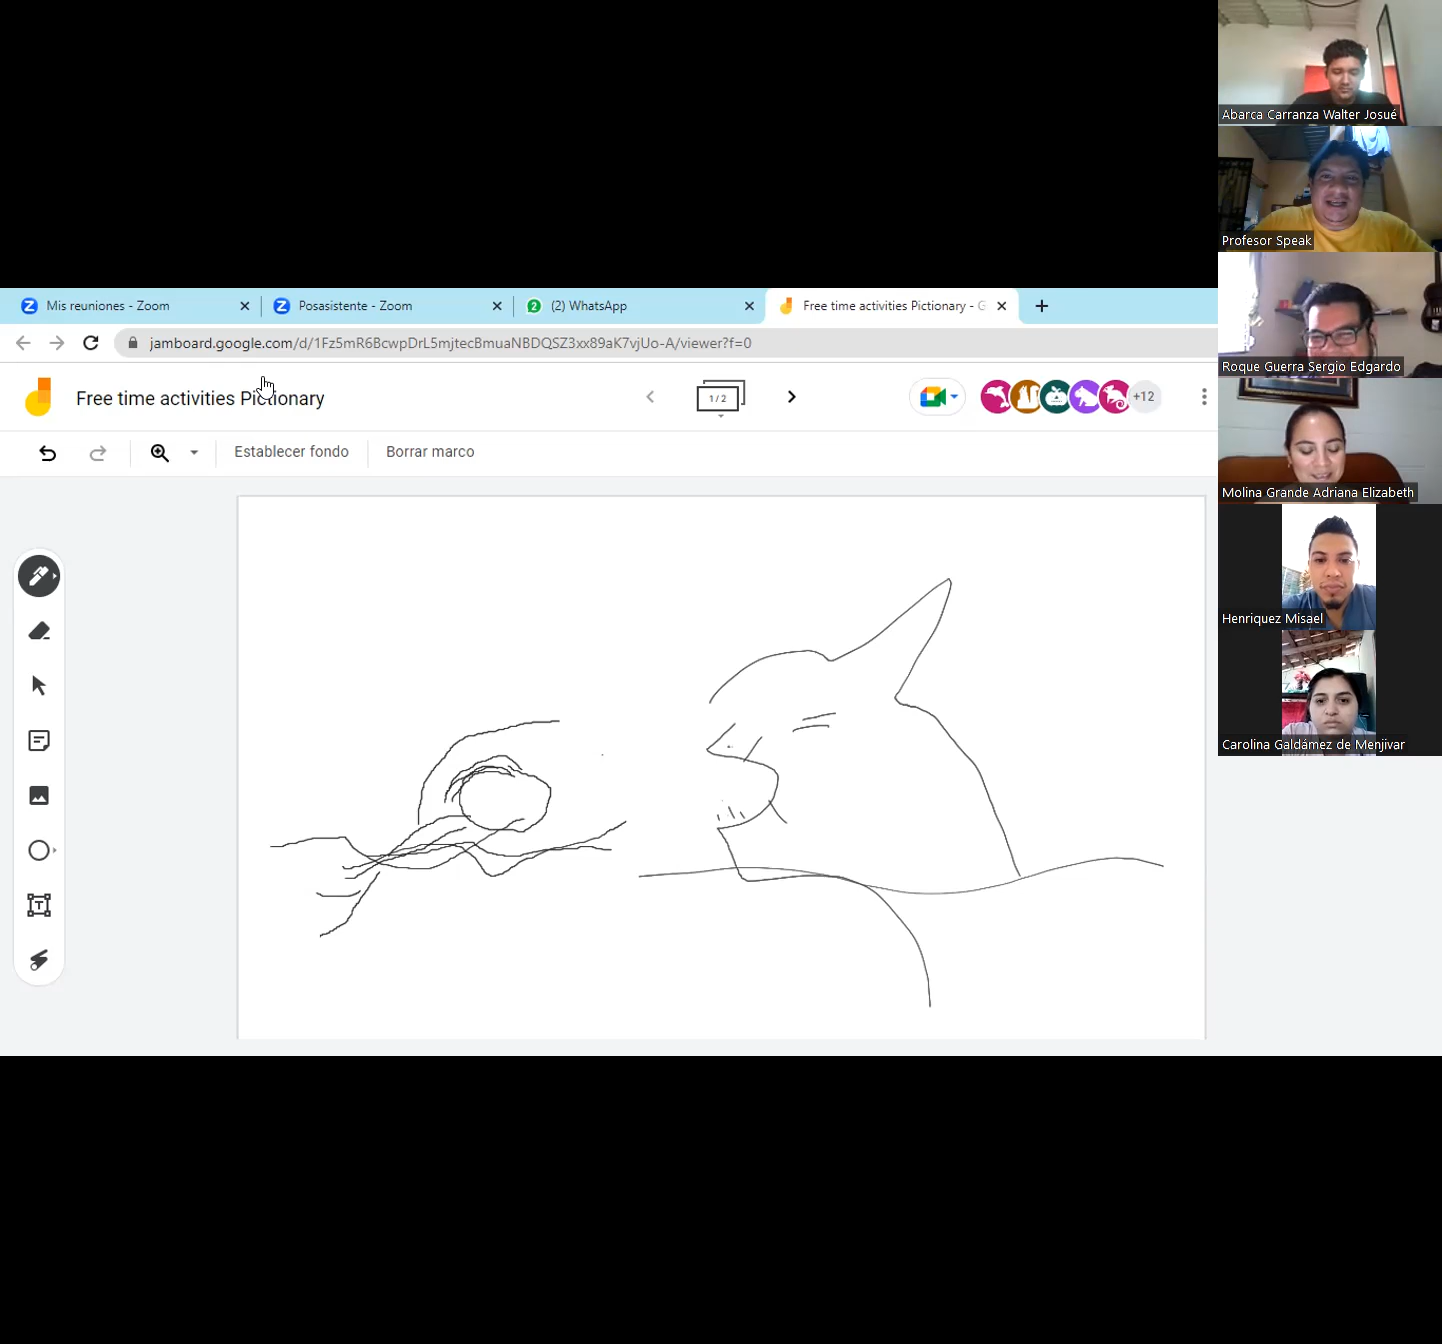 Abarca Carranza Walter Josué
Profesor Speak
Roque Guerra Sergio Edgardo
Molina Grande Adriana Elizabeth
Henriquez Misael
Carolina Galdámez de Menjivar
Mis reuniones - Zoom
Posasistente - Zoom
2 (2) WhatsApp
Free time activities Pictionary - G
jamboard.google.com/d/1Fz5mR6BcwpDrL5mjtecBmuaNBDQSZ3xx89aK7vjUo-A/viewer?f=0
Free time activities Pictionary
1 / 2
+12
Establecer fondo
Borrar marco